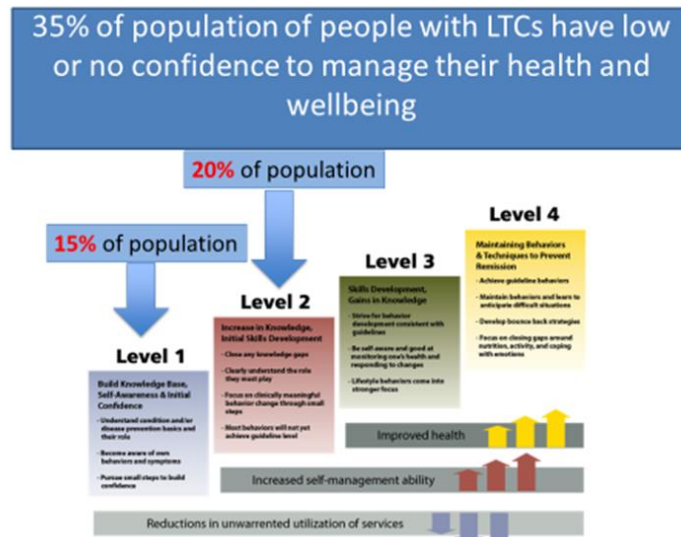 35% of population of people with LTCs have low
or no confidence to manage their health and
wellbeing
20% of population
15% of population
Level 1
Build Knowledge Base,
Self-Awareness & Initial
Confidence
- Understand condition and/or
disease prevention basics and
their role
- Become aware of own
behaviors and symptoms
- Pursue small steps to build
confidence
Level 2
Increase in Knowledge,
Initial Skills Development
- Close any knowledge gaps
- Clearly understand the role
they must play
- Focus on clinically meaningful
behavior change through small
steps
- Most behaviors will not yet
achieve guideline level
Level 3
Skills Development,
Gains in Knowledge
- Strive for behavior
development consistent with
guidelines
- Be self-aware and good at
monitoring one's health and
responding to changes
- Lifestyle behaviors come into
stronger focus
Level 4
Maintaining Behaviors
& Techniques to Prevent
Remission
- Achieve guideline behaviors
- Maintain behaviors and learn to
anticipate difficult situations
- Develop bounce back strategies
- Focus on closing gaps around
nutrition, activity, and coping
with emotions
Improved health
Increased self-management ability
Reductions in unwarranted utilization of services